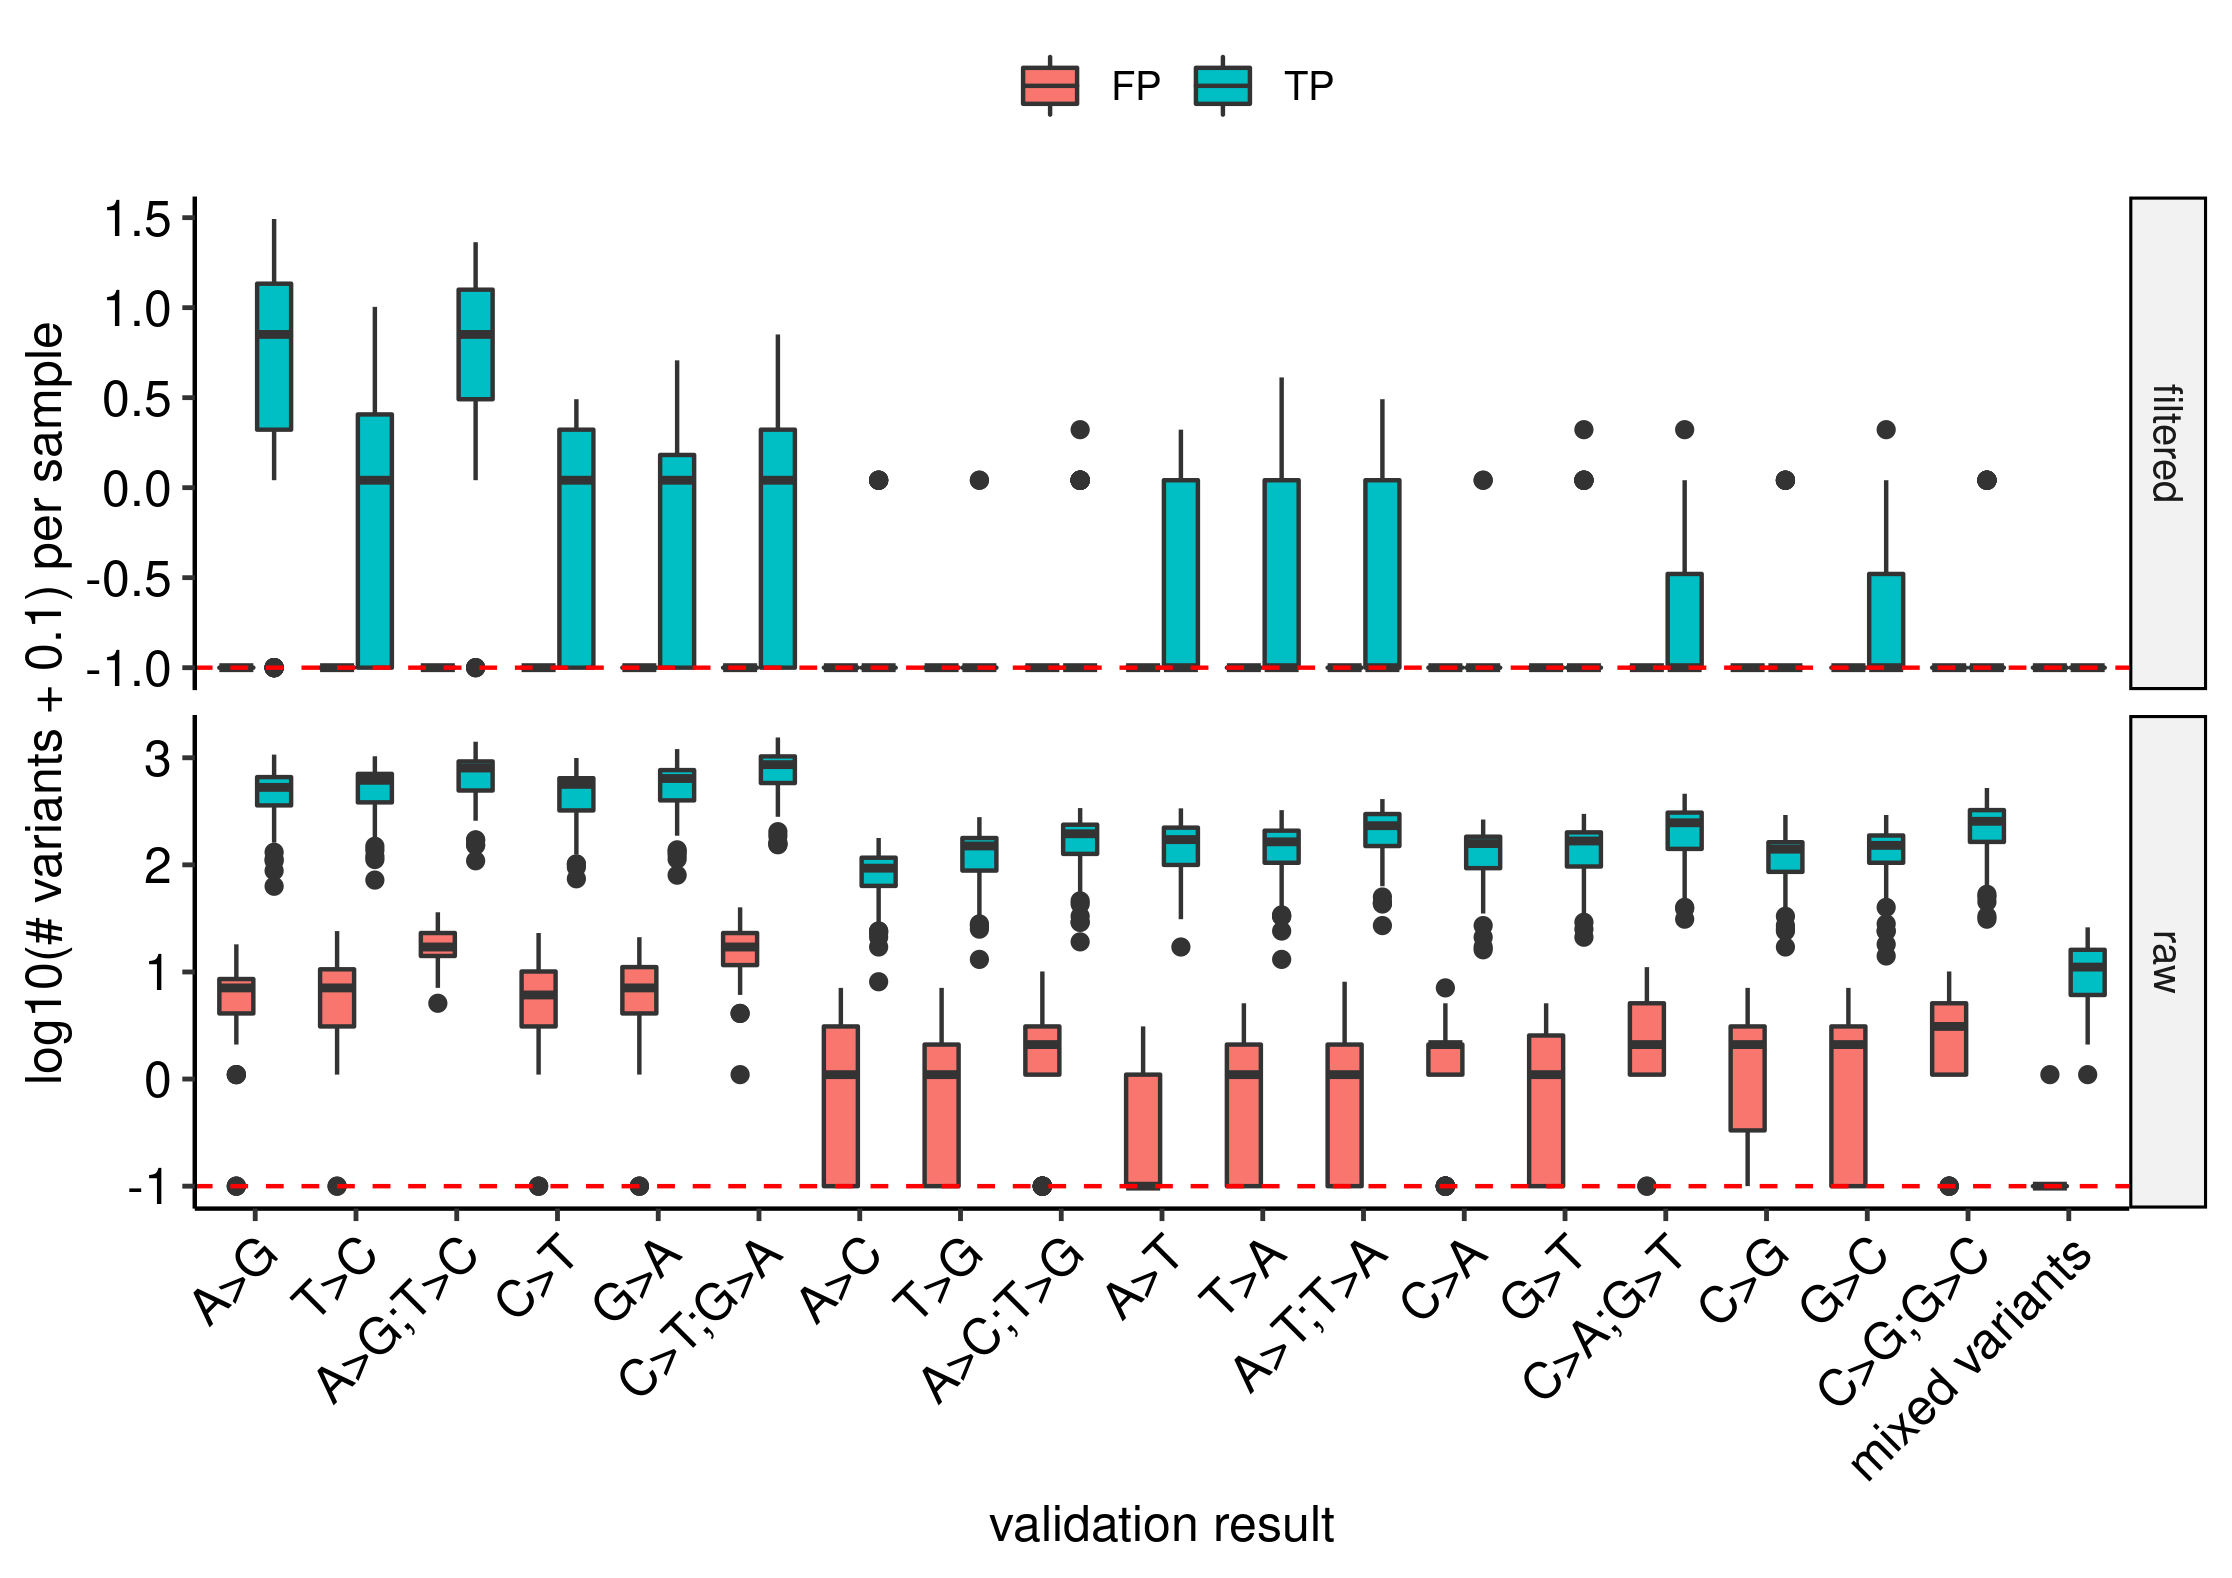 FP TP
log10(# variants + 0.1) per sample
1.5
1.0
0.5
0.0
-0.5
-1.0
filtered
3
2
1
0
-1
raw
A>G
T>C
A>G;T>C
C>T
G>A
C>T;G>A
A>C
T>G
A>C;T>G
A>T
T>A
A>T;T>A
C>A
G>T
C>A;G>T
C>G
G>C
C>G;G>C
mixed variants
validation result